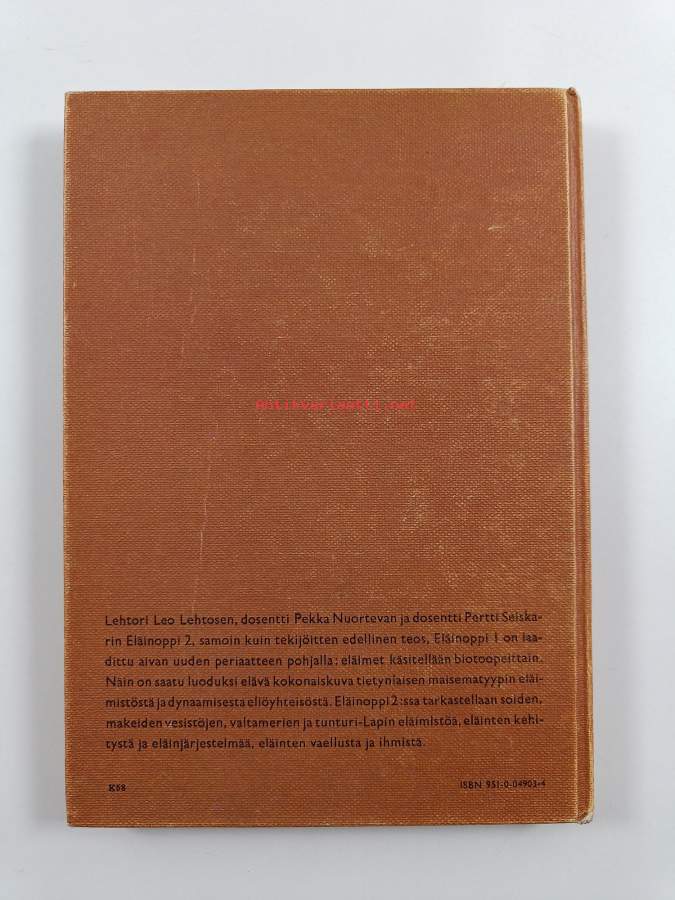 Antikvariaatti.net
Lehtori Leo Lehtosen, dosentti Pekka Nuortevan ja dosentti Pertti Seiska-
rin Eläinoppi 2, samoin kuin tekijöitten edellinen teos, Eläinoppi 1 on laa-
dittu aivan uuden periaatteen pohjalla: eläimet käsitellään biotoopeittain.
Näin on saatu luoduksi elävä kokonaiskuva tietynlaisen maisematyypin eläi-
mistöstä ja dynaamisesta eliöyhteisöstä. Eläinoppi 2:ssa tarkastellaan soiden,
makeiden vesistöjen, valtamerien ja tunturi-Lapin eläimistöä, eläinten kehi-
tystä ja eläinjärjestelmää, eläinten vaellusta ja ihmistä.
K68
ISBN 951-0-04903-4